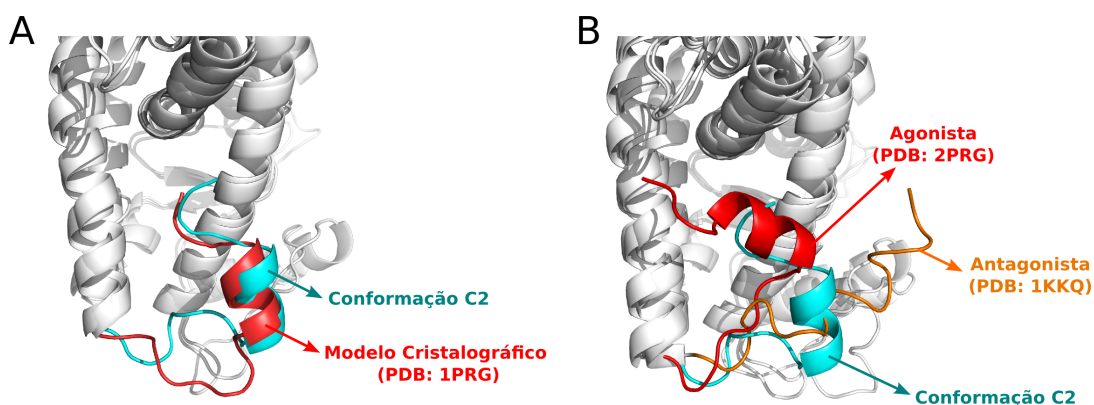 A
Conformação C2
Modelo Cristalográfico
(PDB: 1PRG)
B
Agonista
(PDB: 2PRG)
Antagonista
(PDB: 1KKQ)
Conformação C2